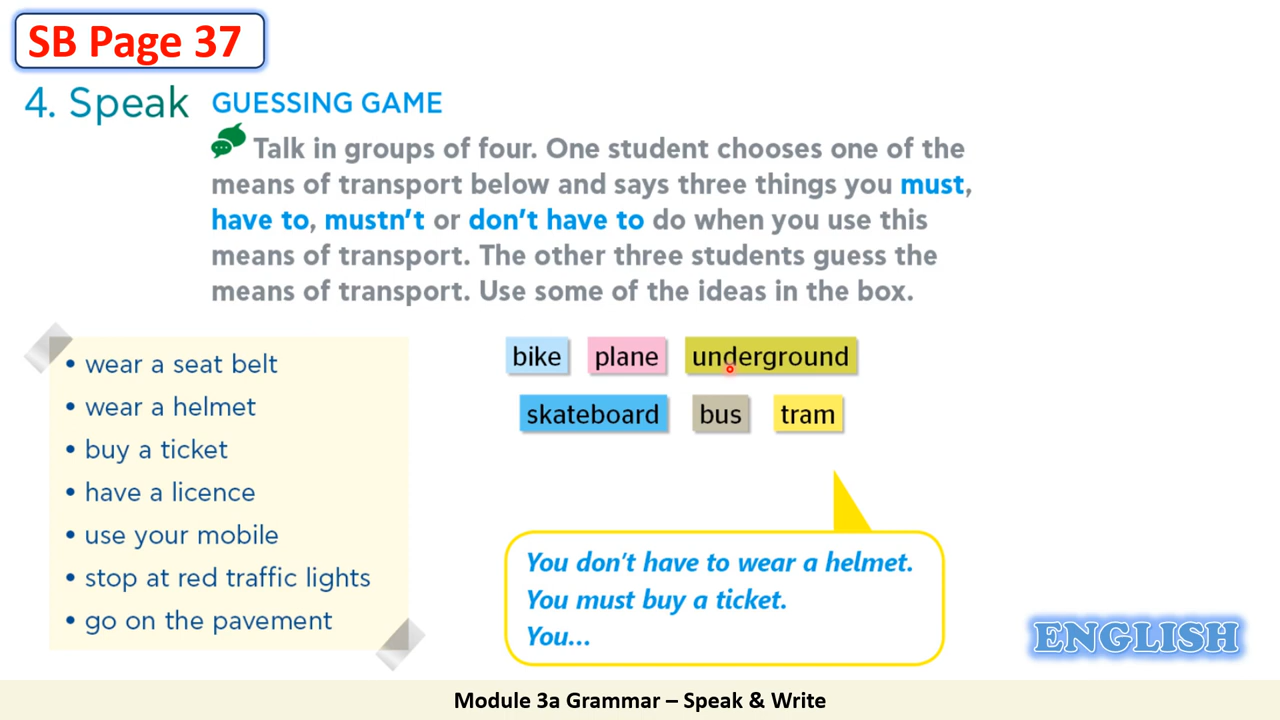 SB Page 37
4. Speak GUESSING GAME
Talk in groups of four. One student chooses one of the
means of transport below and says three things you must,
have to, mustn't or don't have to do when you use this
means of transport. The other three students guess the
means of transport. Use some of the ideas in the box.
• wear a seat belt
• wear a helmet
• buy a ticket
• have a licence
• use your mobile
• stop at red traffic lights
• go on the pavement
bike plane underground
skateboard bus tram
You don't have to wear a helmet.
You must buy a ticket.
You...
ENGLISH
Module 3a Grammar – Speak & Write